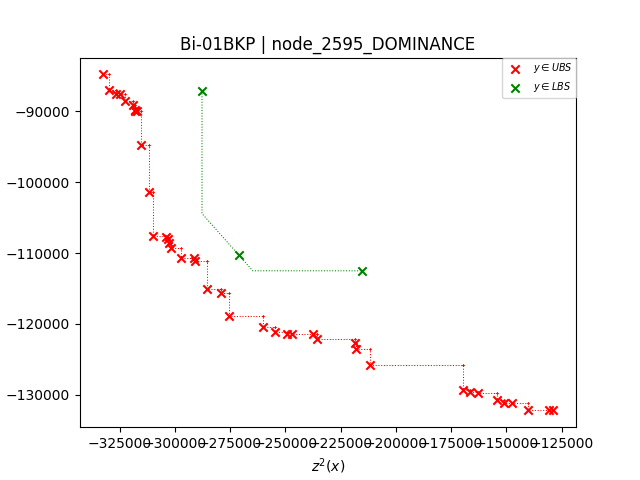 Bi-01BKP | node_2595_DOMINANCE
y ∈ UBS
y ∈ LBS
−90000
−100000
−110000
−120000
−130000
−325000 −300000 −275000 −250000 −225000 −200000 −175000 −150000 −125000
z²(x)